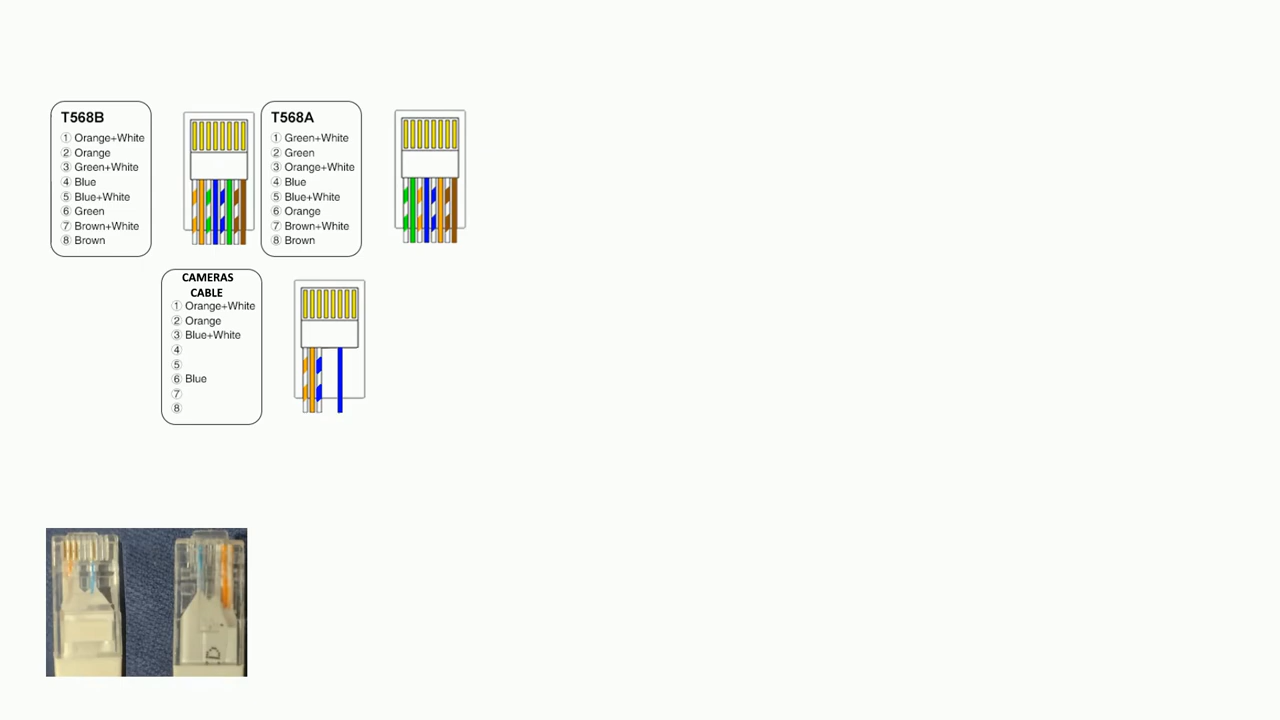 T568B
① Orange+White
② Orange
③ Green+White
④ Blue
⑤ Blue+White
⑥ Green
⑦ Brown+White
⑧ Brown
T568A
① Green+White
② Green
③ Orange+White
④ Blue
⑤ Blue+White
⑥ Orange
⑦ Brown+White
⑧ Brown
CAMERAS
CABLE
① Orange+White
② Orange
③ Blue+White
④
⑤
⑥ Blue
⑦
⑧